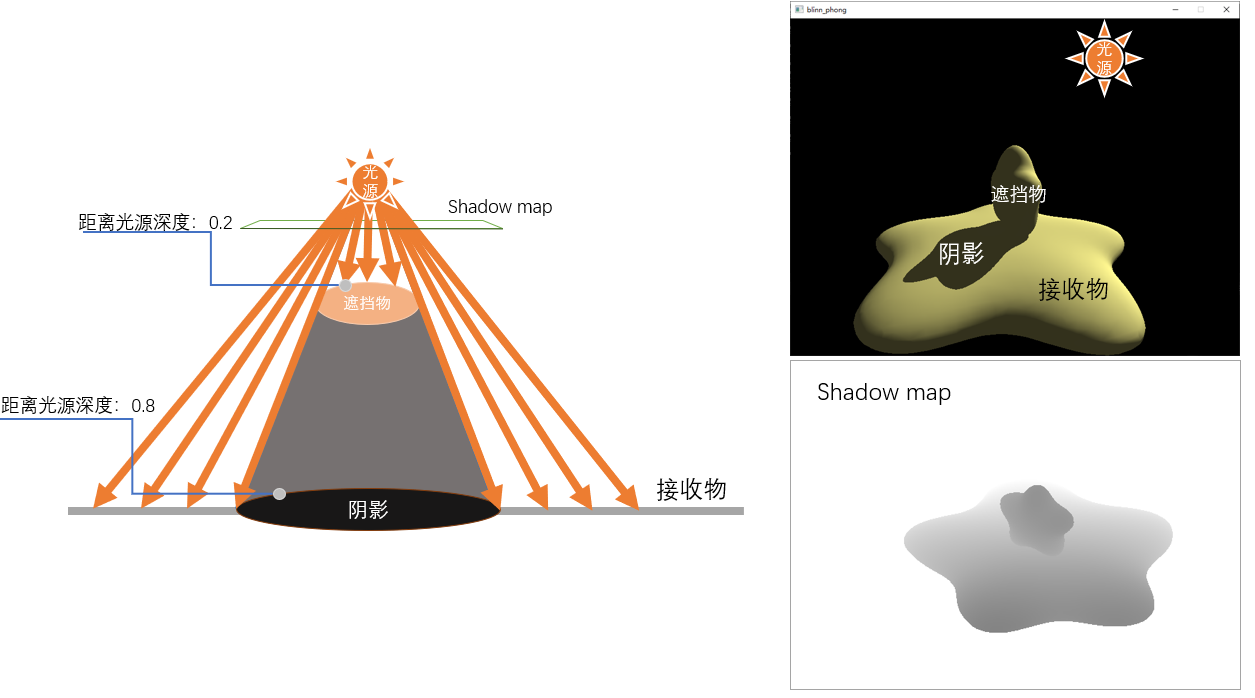 光
源
Shadow map
距离光源深度：0.2
遮挡物
距离光源深度：0.8
接收物
阴影
blinn_phong
光
源
遮挡物
阴影
接收物
Shadow map